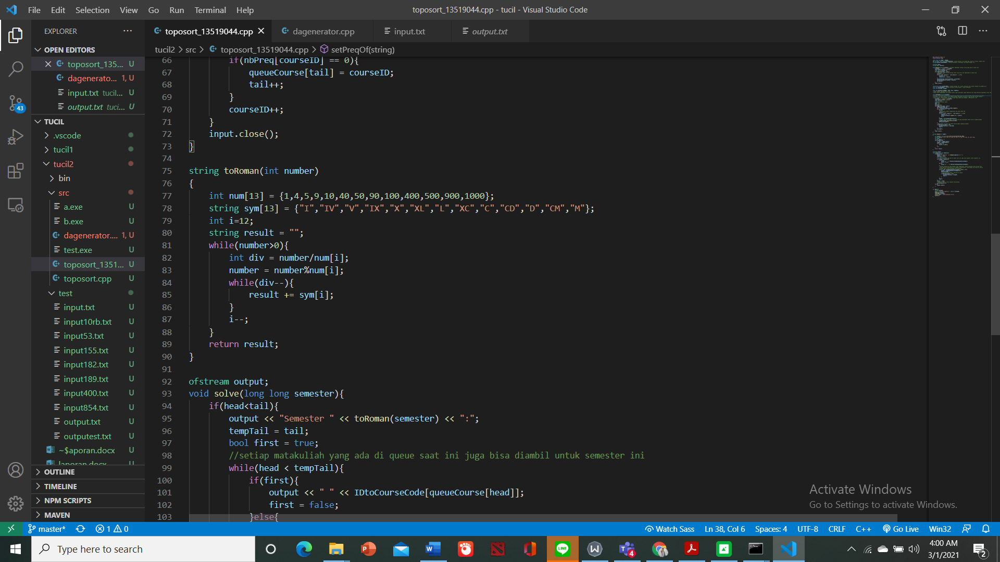 File Edit Selection View Go Run Terminal Help
toposort_13519044.cpp - tucil - Visual Studio Code
EXPLORER
toposort_13519044.cpp
dagenerator.cpp
input.txt
output.txt
OPEN EDITORS
tucil2 > src > toposort_13519044.cpp > setPreqOf(string)
toposort_135... U
dagenerato... 1, U
input.txt tucil... U
output.txt tuci... U
TUCIL
.vscode
tucil1
tucil2
bin
src
a.exe U
b.exe U
dagenerator.... 1, U
test.exe U
toposort_1351... U
toposort.cpp U
test
input.txt U
input10rb.txt U
input53.txt U
input155.txt U
input182.txt U
input189.txt U
input400.txt U
input854.txt U
output.txt U
outputest.txt U
~$aporan.docx U
laporan.docx U
OUTLINE
TIMELINE
NPM SCRIPTS
MAVEN
43
66 if(nbPreq[courseID] == 0){
67 queueCourse[tail] = courseID;
68 tail++;
69 }
70 courseID++;
71 }
72 input.close();
73 }
74
75 string toRoman(int number)
76 {
77 int num[13] = {1,4,5,9,10,40,50,90,100,400,500,900,1000};
78 string sym[13] = {"I","IV","V","IX","X","XL","L","XC","C","CD","D","CM","M"};
79 int i=12;
80 string result = "";
81 while(number>0){
82 int div = number/num[i];
83 number = number%num[i];
84 while(div--){
85 result += sym[i];
86 }
87 i--;
88 }
89 return result;
90 }
91
92 ofstream output;
93 void solve(long long semester){
94 if(head<tail){
95 output << "Semester " << toRoman(semester) << ":";
96 tempTail = tail;
97 bool first = true;
98 //setiap matakuliah yang ada di queue saat ini juga bisa diambil untuk semester ini
99 while(head < tempTail){
100 if(first){
101 output << " " << IDtoCourseCode[queueCourse[head]];
102 first = false;
103 }else{
Activate Windows
Go to Settings to activate Windows.
master* 1 0
Watch Sass Ln 38, Col 6 Spaces: 4 UTF-8 CRLF C++ Go Live Win32
Type here to search
LINE
4
4:00 AM
3/1/2021
2